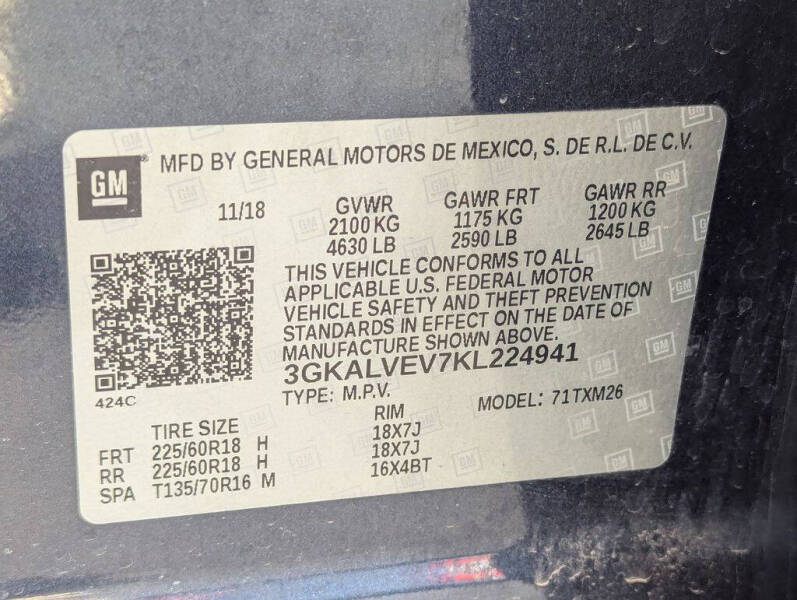 GM
MFD BY GENERAL MOTORS DE MEXICO, S. DE R.L. DE C.V.
11/18 GVWR GAWR FRT GAWR RR
2100 KG 1175 KG 1200 KG
4630 LB 2590 LB 2645 LB
THIS VEHICLE CONFORMS TO ALL
APPLICABLE U.S. FEDERAL MOTOR
VEHICLE SAFETY AND THEFT PREVENTION
STANDARDS IN EFFECT ON THE DATE OF
MANUFACTURE SHOWN ABOVE.
3GKALVEV7KL224941
424C
TYPE: M.P.V. MODEL: 71TXM26
TIRE SIZE RIM
FRT 225/60R18 H 18X7J
RR 225/60R18 H 18X7J
SPA T135/70R16 M 16X4BT